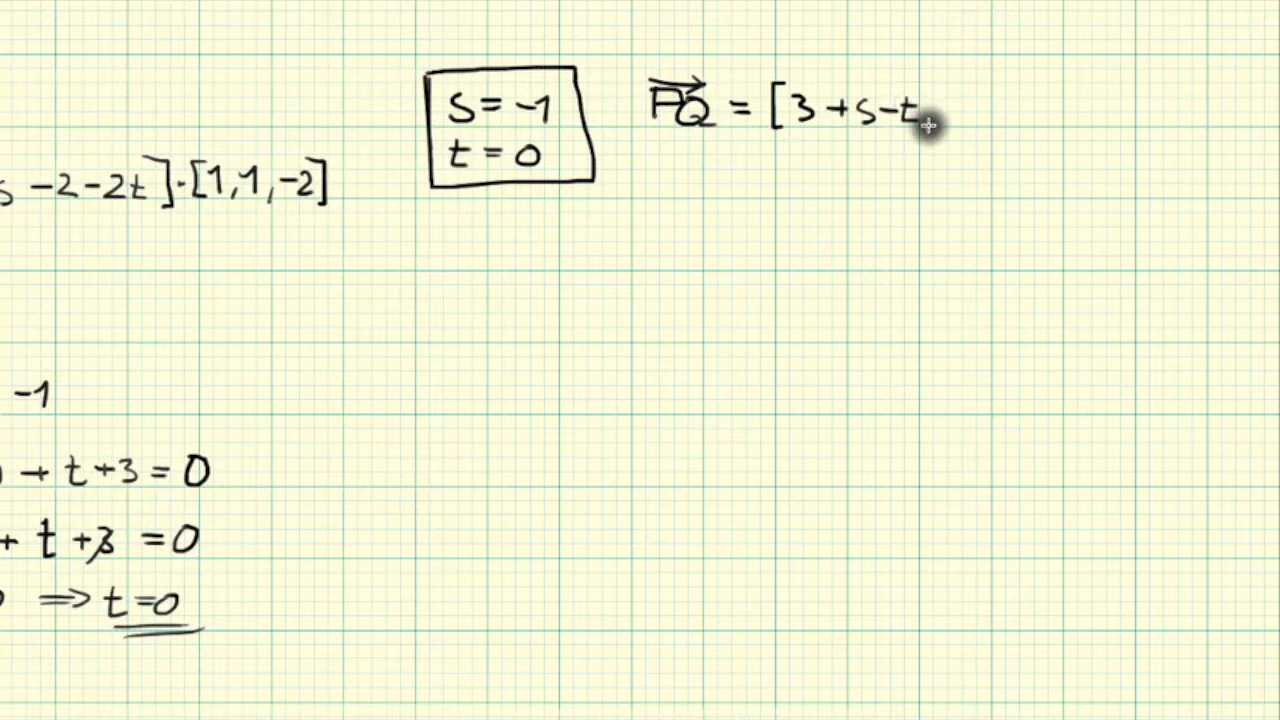 s = -1
t = 0
PQ = [3 + s - t
s - 2 - 2t] · [1, 1, -2]
-1
+ t + 3 = 0
+ t + 3 = 0
⇒ t = 0